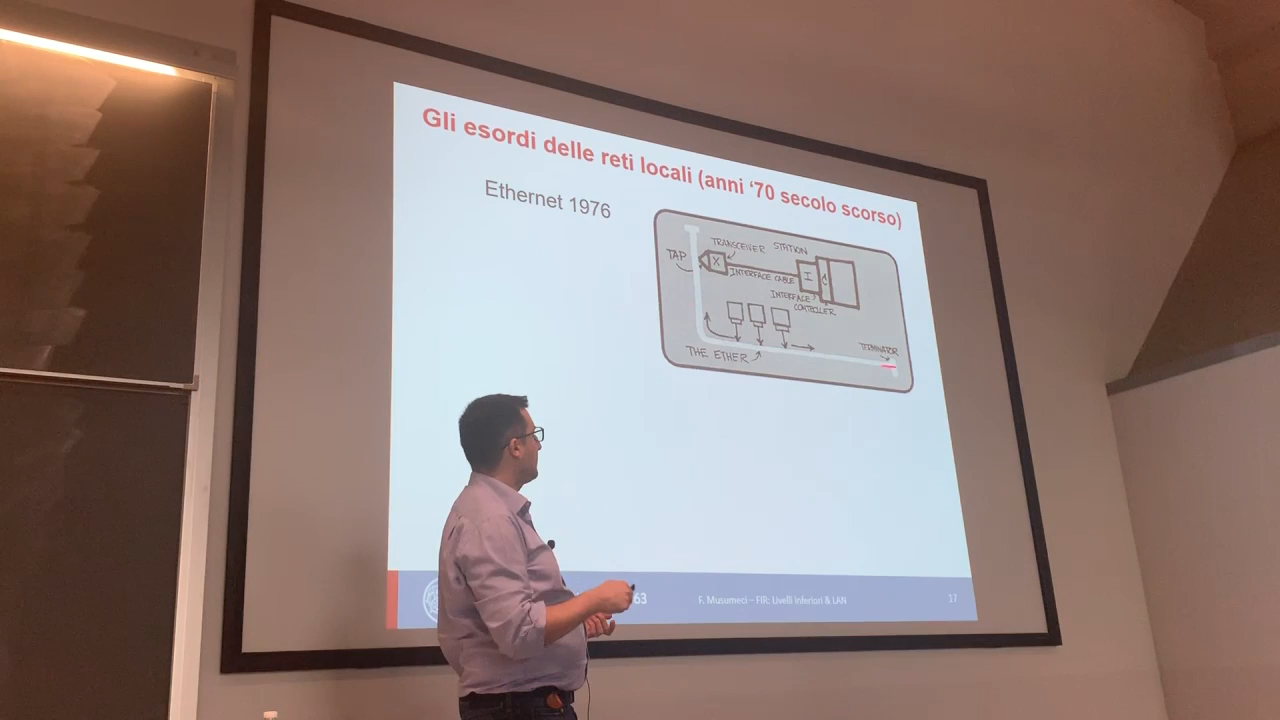 Gli esordi delle reti locali (anni ‘70 secolo scorso)
Ethernet 1976
TRANSCEIVER
STATION
TAP
X
INTERFACE CABLE
I
C
INTERFACE
CONTROLLER
THE ETHER
TERMINATOR
63
F. Musumeci – FIR: Livelli inferiori & LAN
17